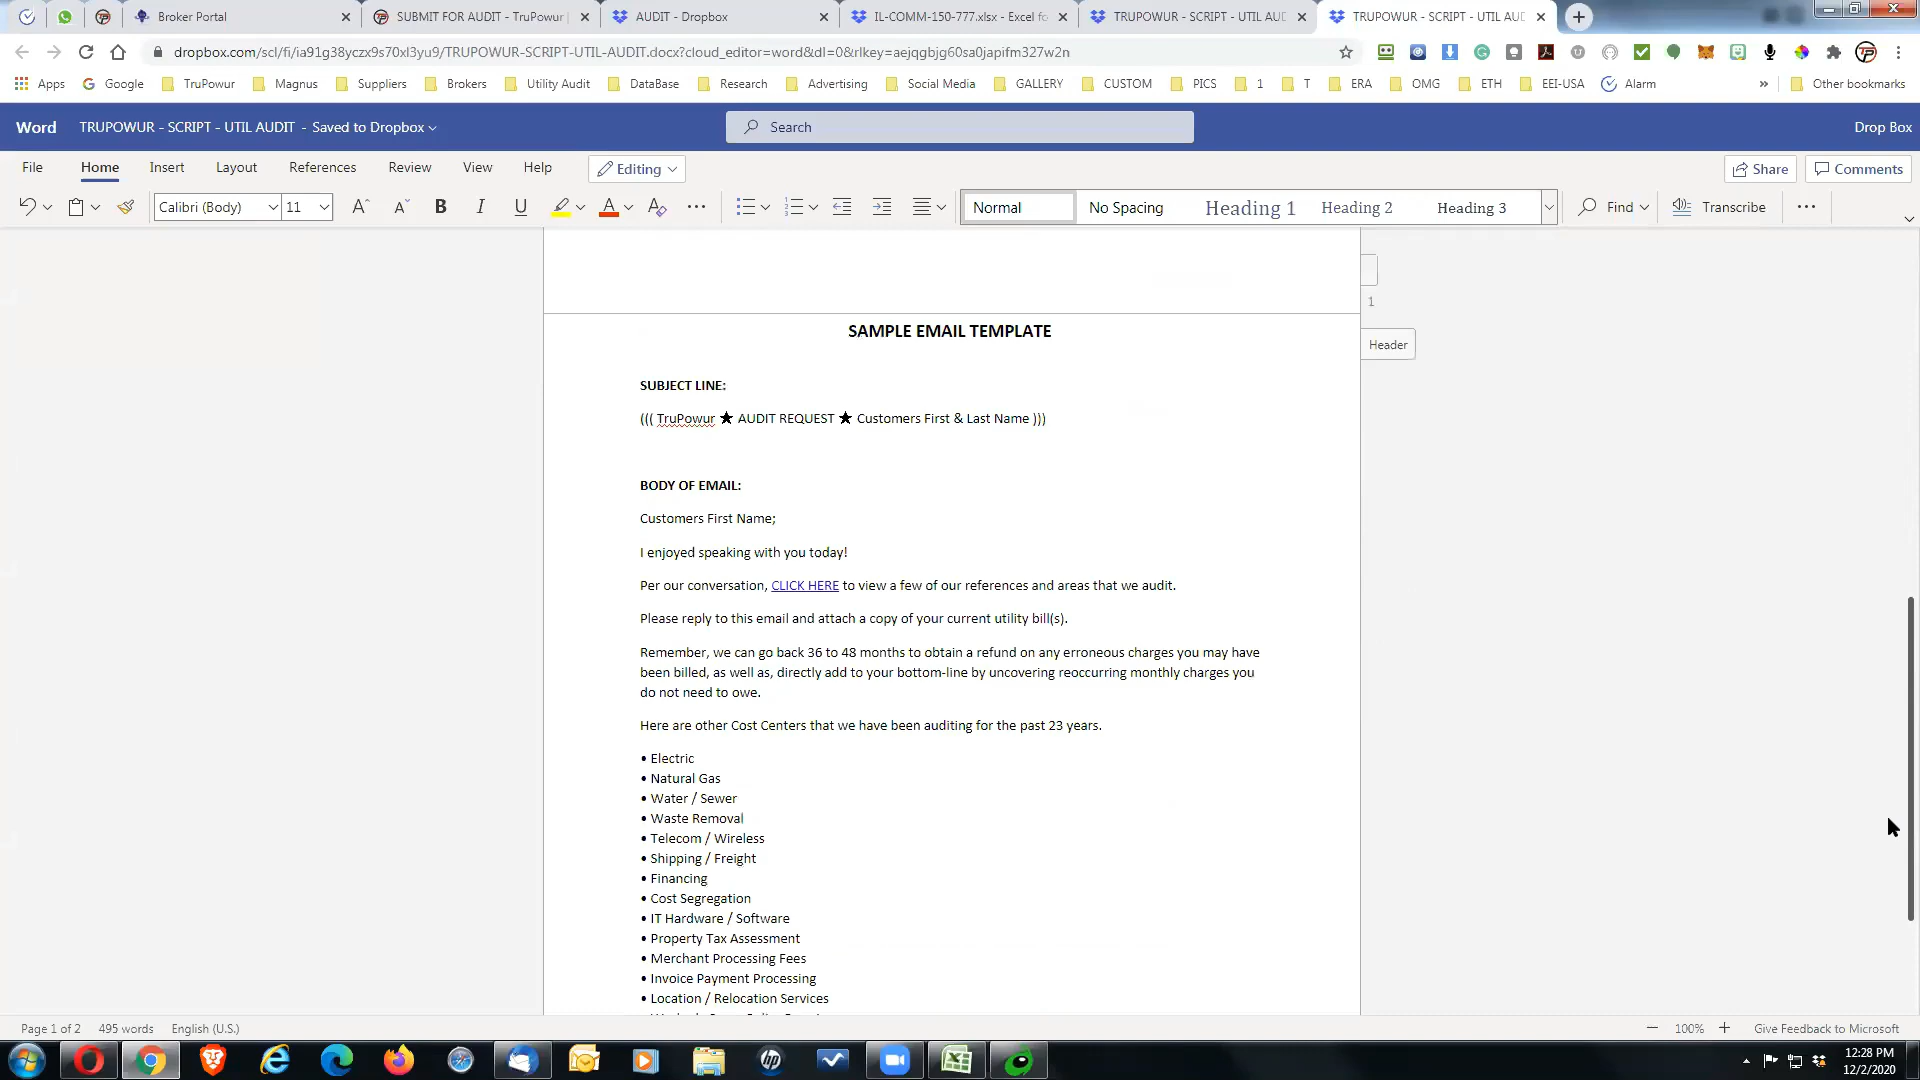 Broker Portal
SUBMIT FOR AUDIT - TruPowur |
AUDIT - Dropbox
IL-COMM-150-777.xlsx - Excel fo
TRUPOWUR - SCRIPT - UTIL AUD
TRUPOWUR - SCRIPT - UTIL AUD
dropbox.com/scl/fi/ia91g38yczx9s70xl3yu9/TRUPOWUR-SCRIPT-UTIL-AUDIT.docx?cloud_editor=word&dl=0&rlkey=aejqgbjg60sa0japifm327w2n
Apps Google TruPowur Magnus Suppliers Brokers Utility Audit DataBase Research Advertising Social Media GALLERY CUSTOM PICS 1 T ERA OMG ETH EEI-USA Alarm » Other bookmarks
Word TRUPOWUR - SCRIPT - UTIL AUDIT - Saved to Dropbox Search Drop Box
File Home Insert Layout References Review View Help Editing Share Comments
Calibri (Body) 11 B I U A Normal No Spacing Heading 1 Heading 2 Heading 3 Find Transcribe
1
Header
SAMPLE EMAIL TEMPLATE
SUBJECT LINE:
((( TruPowur ★ AUDIT REQUEST ★ Customers First & Last Name )))
BODY OF EMAIL:
Customers First Name;
I enjoyed speaking with you today!
Per our conversation, CLICK HERE to view a few of our references and areas that we audit.
Please reply to this email and attach a copy of your current utility bill(s).
Remember, we can go back 36 to 48 months to obtain a refund on any erroneous charges you may have
been billed, as well as, directly add to your bottom-line by uncovering reoccurring monthly charges you
do not need to owe.
Here are other Cost Centers that we have been auditing for the past 23 years.
• Electric
• Natural Gas
• Water / Sewer
• Waste Removal
• Telecom / Wireless
• Shipping / Freight
• Financing
• Cost Segregation
• IT Hardware / Software
• Property Tax Assessment
• Merchant Processing Fees
• Invoice Payment Processing
• Location / Relocation Services
Page 1 of 2 495 words English (U.S.) 100% Give Feedback to Microsoft
12:28 PM
12/2/2020